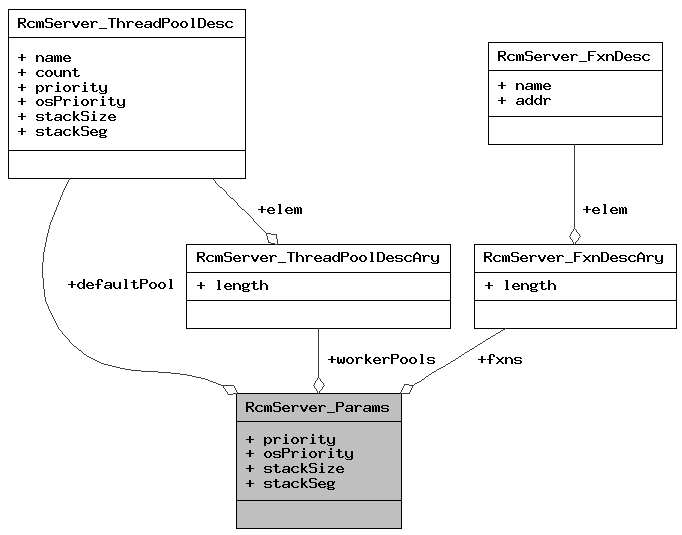 RcmServer_ThreadPoolDesc
+ name
+ count
+ priority
+ osPriority
+ stackSize
+ stackSeg
RcmServer_FxnDesc
+ name
+ addr
+elem
+elem
RcmServer_ThreadPoolDescAry
+ length
RcmServer_FxnDescAry
+ length
+defaultPool
+workerPools
+fxns
RcmServer_Params
+ priority
+ osPriority
+ stackSize
+ stackSeg